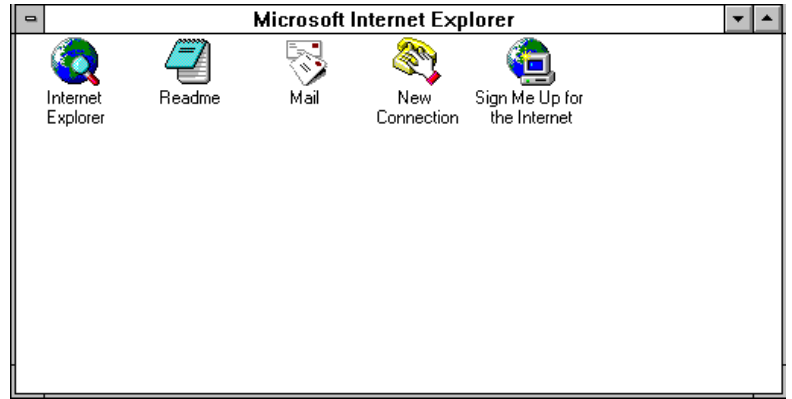 Microsoft Internet Explorer
Internet
Explorer
Readme
Mail
New
Connection
Sign Me Up for
the Internet